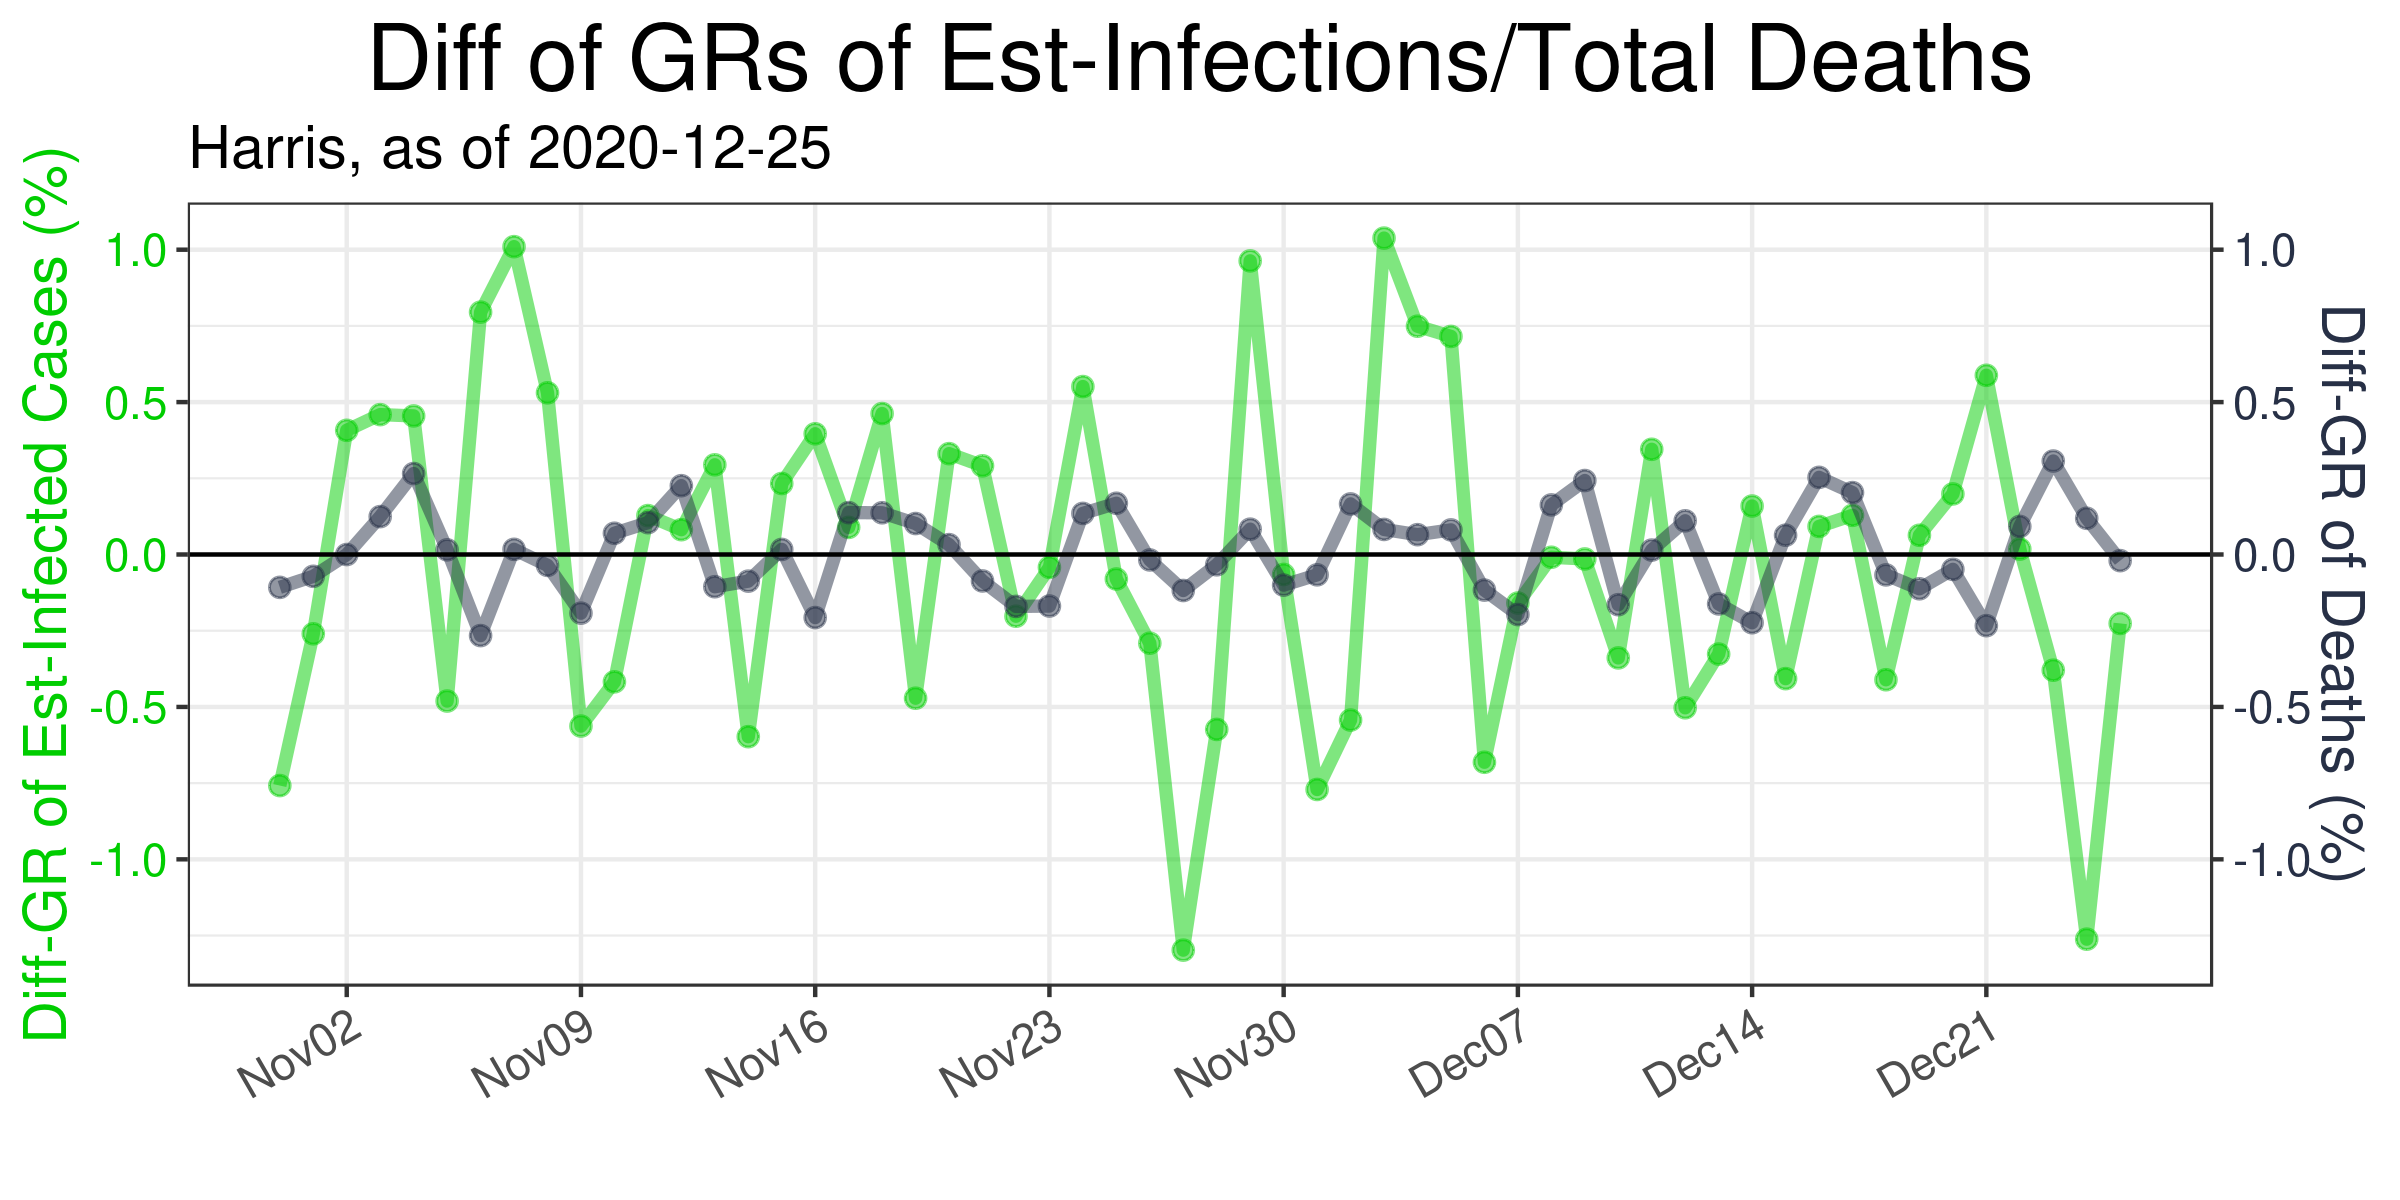 Diff of GRs of Est-Infections/Total Deaths
Harris, as of 2020-12-25
Diff-GR of Est-Infected Cases (%)
1.0
0.5
0.0
-0.5
-1.0
1.0
0.5
0.0
-0.5
-1.0
Diff-GR of Deaths (%)
Nov02
Nov09
Nov16
Nov23
Nov30
Dec07
Dec14
Dec21